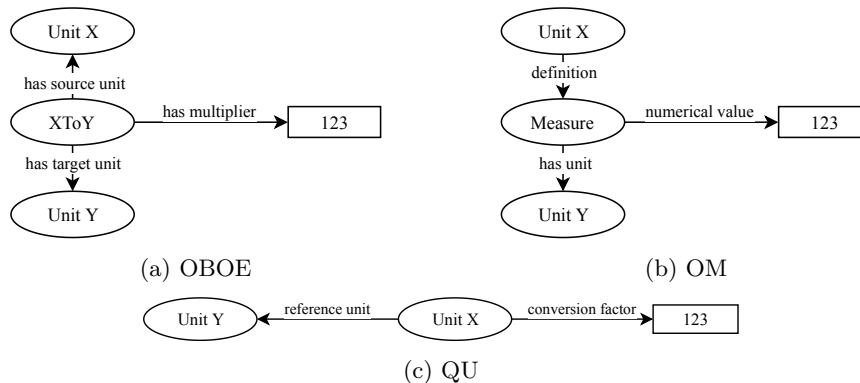 Unit X
has source unit
XToY
has multiplier
123
has target unit
Unit Y
(a) OBOE
Unit X
definition
Measure
numerical value
123
has unit
Unit Y
(b) OM
Unit Y
reference unit
Unit X
conversion factor
123
(c) QU